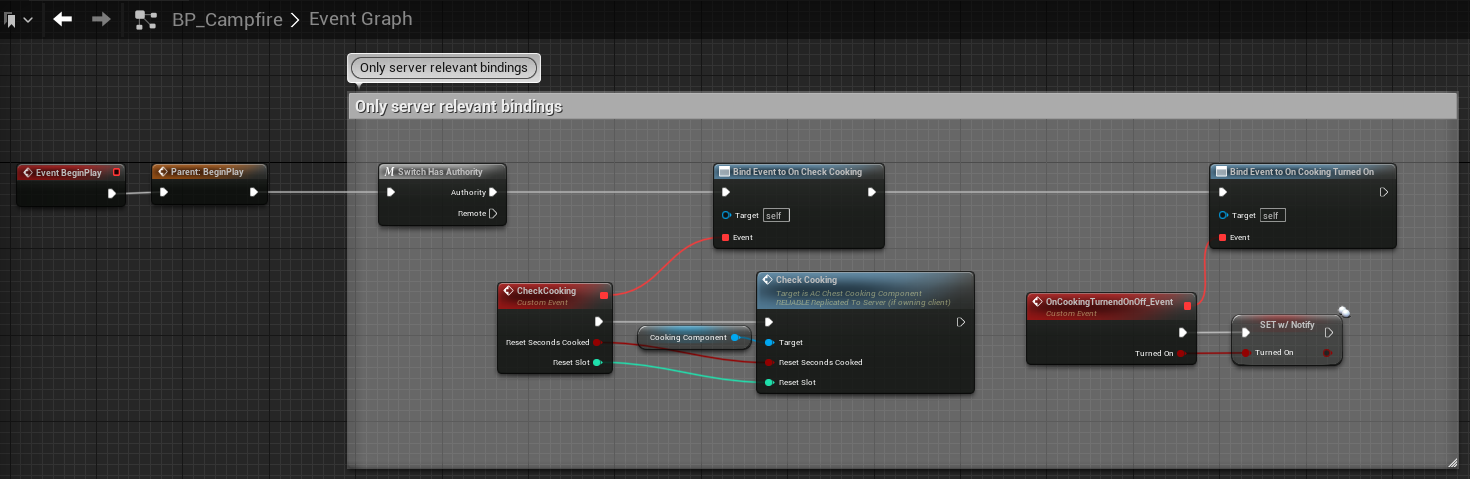 BP_Campfire > Event Graph
Only server relevant bindings
Only server relevant bindings
Event BeginPlay
Parent: BeginPlay
Switch Has Authority
Authority
Remote
Bind Event to On Check Cooking
Target self
Event
Bind Event to On Cooking Turned On
Target self
Event
CheckCooking
Custom Event
Reset Seconds Cooked
Reset Slot
Cooking Component
Check Cooking
Target is AC Chest Cooking Component
RELIABLE Replicated To Server (if owning client)
Target
Reset Seconds Cooked
Reset Slot
OnCookingTurnendOnOff_Event
Custom Event
Turned On
SET w/ Notify
Turned On